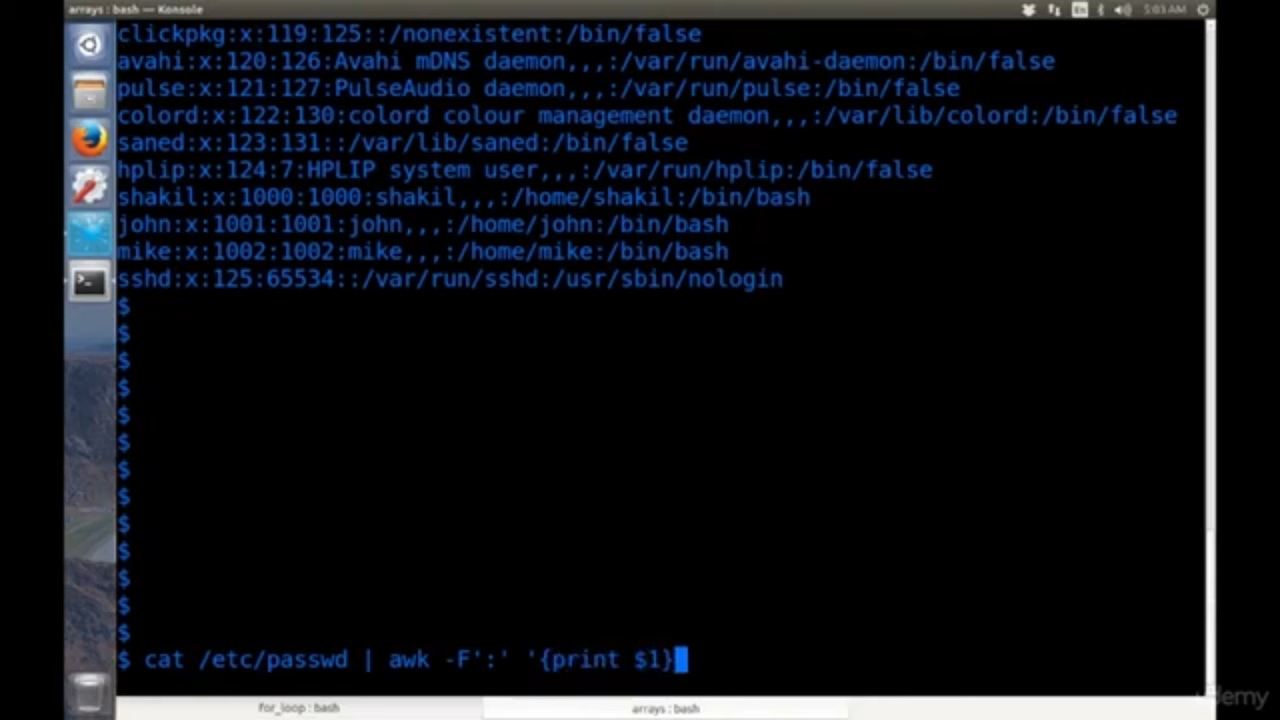 arrays : bash — Konsole
En
5:03 AM
clickpkg:x:119:125::/nonexistent:/bin/false
avahi:x:120:126:Avahi mDNS daemon,,,:/var/run/avahi-daemon:/bin/false
pulse:x:121:127:PulseAudio daemon,,,:/var/run/pulse:/bin/false
colord:x:122:130:colord colour management daemon,,,:/var/lib/colord:/bin/false
saned:x:123:131::/var/lib/saned:/bin/false
hplip:x:124:7:HPLIP system user,,,:/var/run/hplip:/bin/false
shakil:x:1000:1000:shakil,,,:/home/shakil:/bin/bash
john:x:1001:1001:john,,,:/home/john:/bin/bash
mike:x:1002:1002:mike,,,:/home/mike:/bin/bash
sshd:x:125:65534::/var/run/sshd:/usr/sbin/nologin
$
$
$
$
$
$
$
$
$
$
$
$
$
$ cat /etc/passwd | awk -F':' '{print $1}
for_loop : bash
arrays : bash
udemy